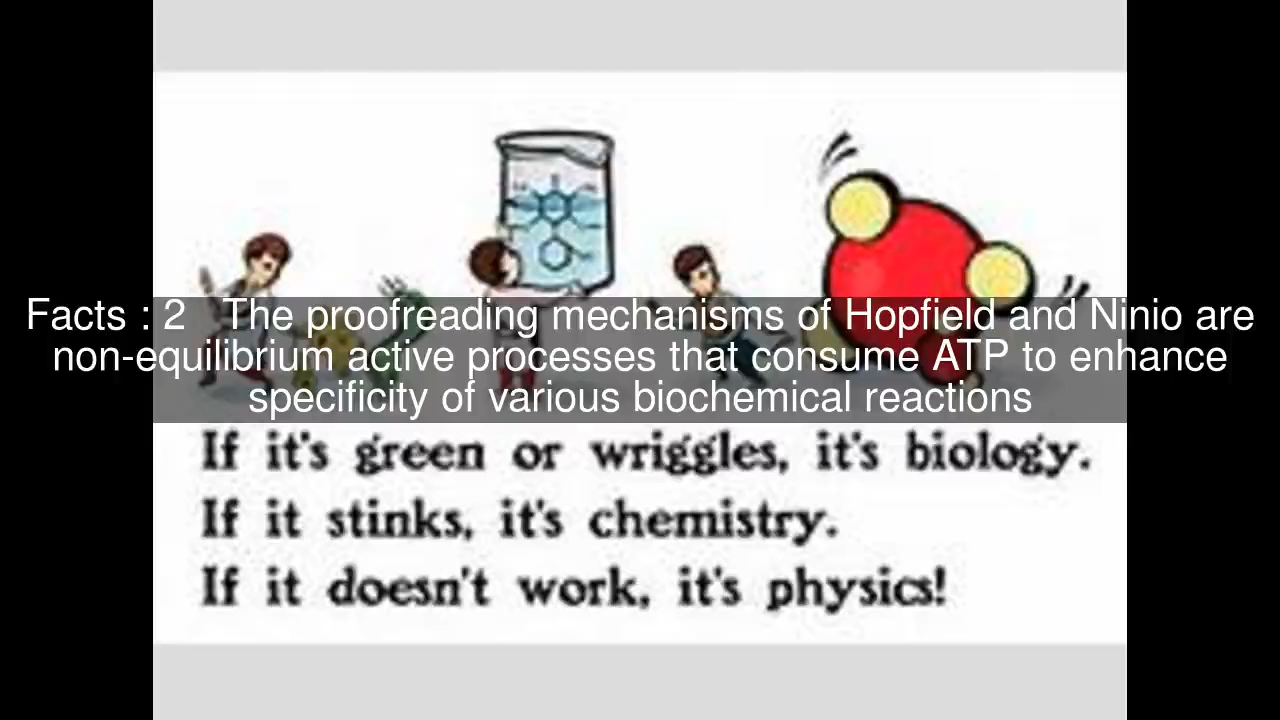 Facts : 2 The proofreading mechanisms of Hopfield and Ninio are
non-equilibrium active processes that consume ATP to enhance
specificity of various biochemical reactions
If it's green or wriggles, it's biology.
If it stinks, it's chemistry.
If it doesn't work, it's physics!